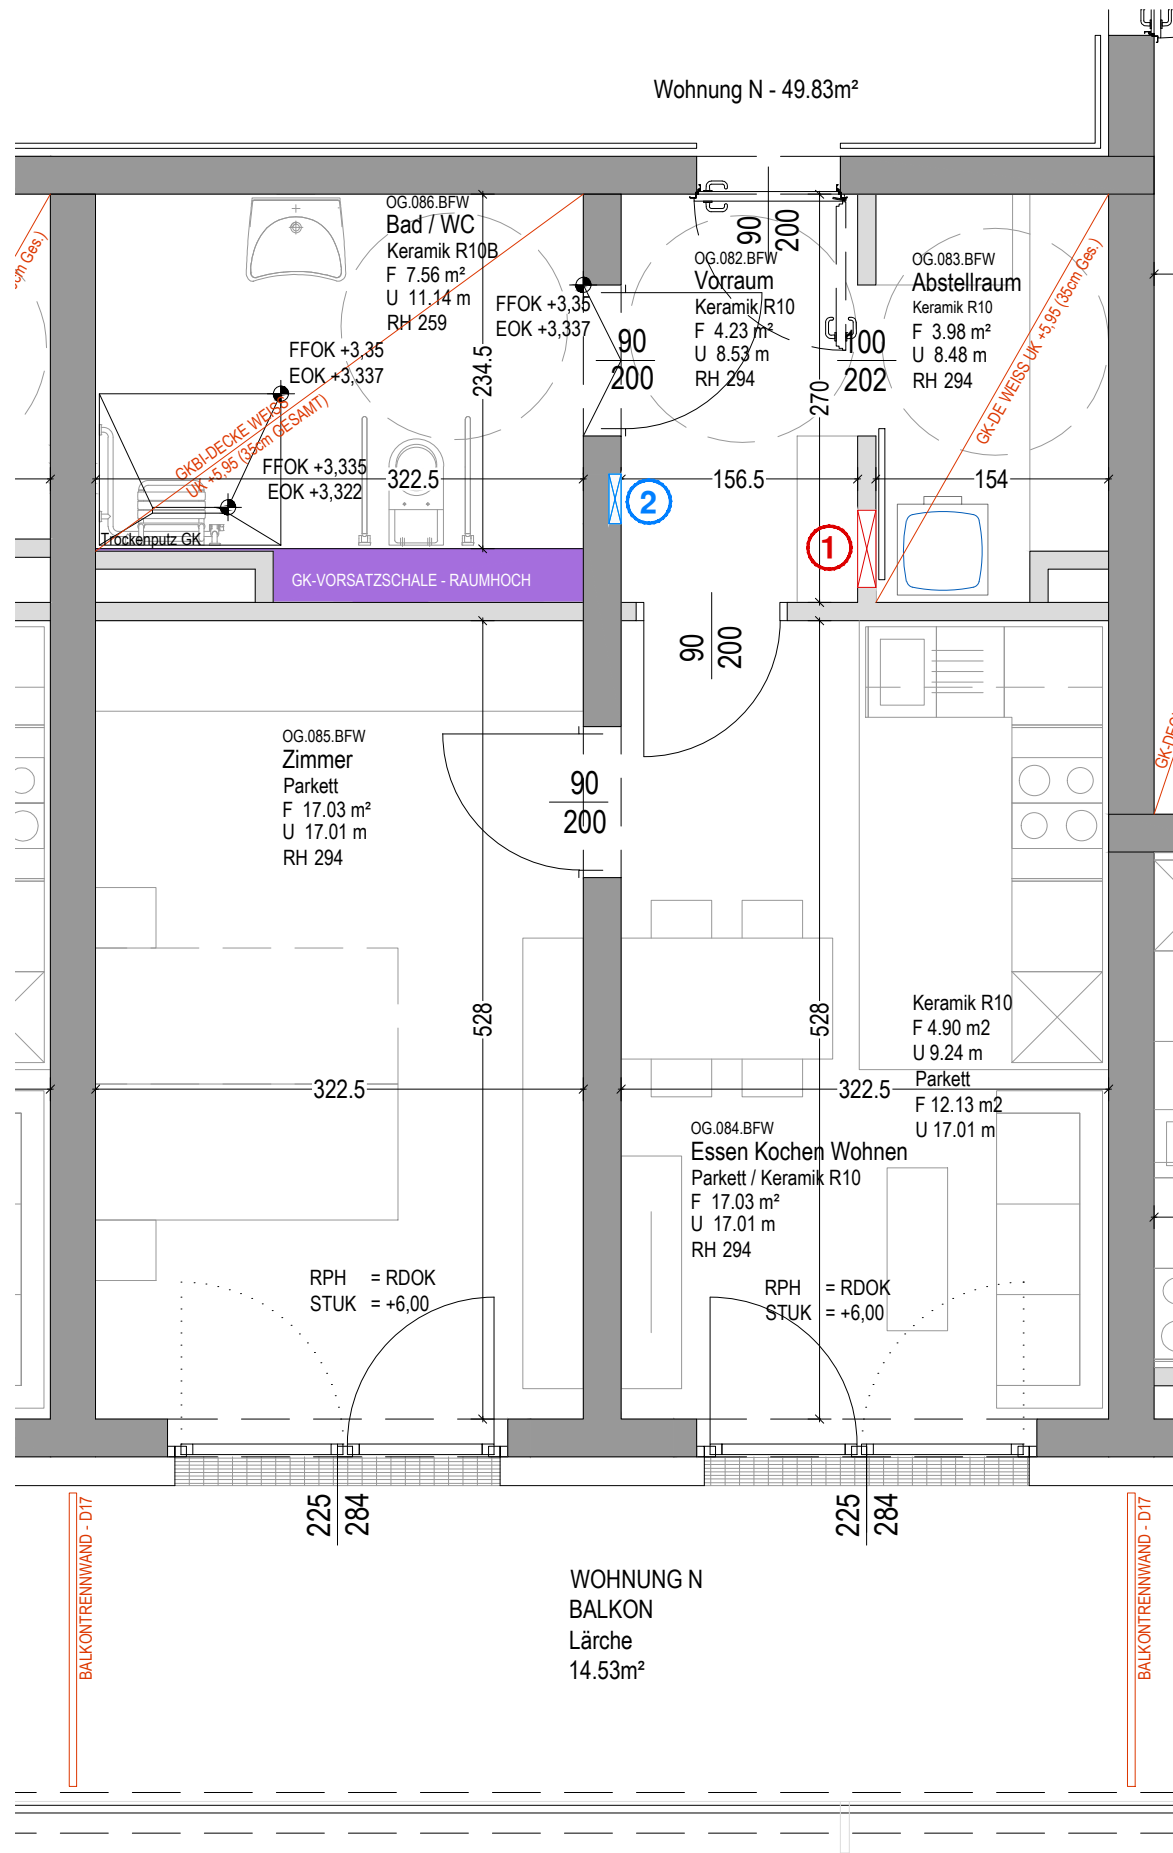 Wohnung N - 49.83m²
OG.086.BFW
Bad / WC
Keramik R10B
F 7.56 m²
U 11.14 m
RH 259
FFOK +3,35
EOK +3,337
FFOK +3,35
EOK +3,337
FFOK +3,335
EOK +3,322
GKBI-DECKE WEISS
UK +5,95 (35cm GESAMT)
Trockenputz GK
GK-VORSATZSCHALE - RAUMHOCH
234.5
322.5
90
200
90
200
OG.082.BFW
Vorraum
Keramik R10
F 4.23 m²
U 8.53 m
RH 294
270
156.5
100
202
OG.083.BFW
Abstellraum
Keramik R10
F 3.98 m²
U 8.48 m
RH 294
GK-DE WEISS UK +5,95 (35cm Ges.)
154
2
1
90
200
OG.085.BFW
Zimmer
Parkett
F 17.03 m²
U 17.01 m
RH 294
90
200
528
528
322.5
322.5
Keramik R10
F 4.90 m2
U 9.24 m
Parkett
F 12.13 m2
U 17.01 m
OG.084.BFW
Essen Kochen Wohnen
Parkett / Keramik R10
F 17.03 m²
U 17.01 m
RH 294
RPH = RDOK
STUK = +6,00
RPH = RDOK
STUK = +6,00
225
284
225
284
BALKONTRENNWAND - D17
BALKONTRENNWAND - D17
WOHNUNG N
BALKON
Lärche
14.53m²